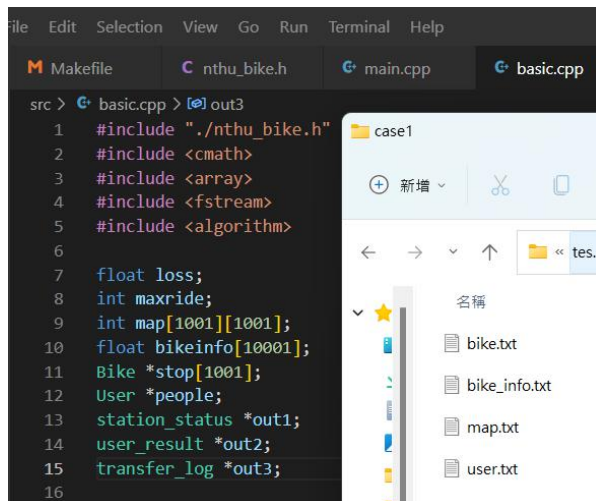 File Edit Selection View Go Run Terminal Help
M Makefile C nthu_bike.h main.cpp basic.cpp
src > basic.cpp > out3
1 #include "./nthu_bike.h"
2 #include <cmath>
3 #include <array>
4 #include <fstream>
5 #include <algorithm>
6
7 float loss;
8 int maxride;
9 int map[1001][1001];
10 float bikeinfo[10001];
11 Bike *stop[1001];
12 User *people;
13 station_status *out1;
14 user_result *out2;
15 transfer_log *out3;
16
case1
新增
« tes
名稱
bike.txt
bike_info.txt
map.txt
user.txt